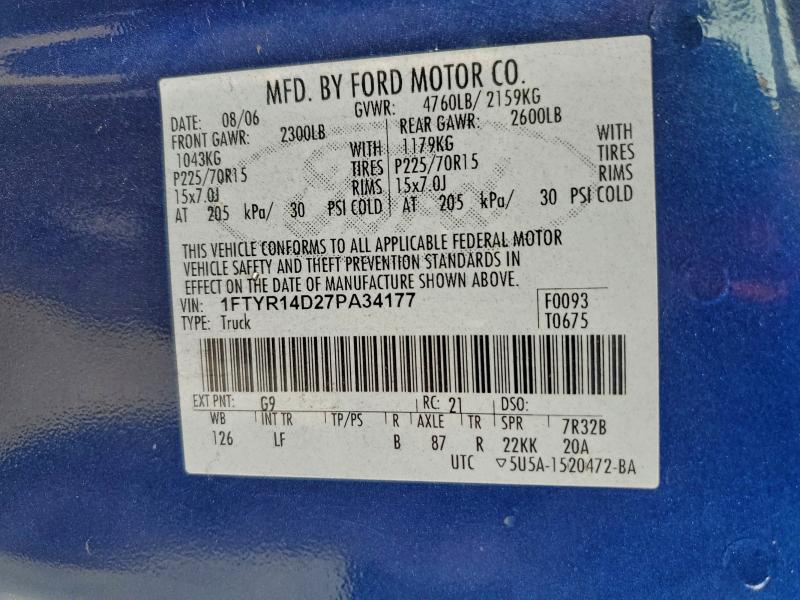 MFD. BY FORD MOTOR CO.
DATE: 08/06 GVWR: 4760LB/ 2159KG
FRONT GAWR: 2300LB REAR GAWR: 2600LB
1043KG WITH 1179KG WITH
P225/70R15 TIRES P225/70R15 TIRES
15x7.0J RIMS 15x7.0J RIMS
AT 205 kPa/ 30 PSI COLD AT 205 kPa/ 30 PSI COLD
THIS VEHICLE CONFORMS TO ALL APPLICABLE FEDERAL MOTOR
VEHICLE SAFETY AND THEFT PREVENTION STANDARDS IN
EFFECT ON THE DATE OF MANUFACTURE SHOWN ABOVE.
VIN: 1FTYR14D27PA34177 F0093
TYPE: Truck T0675
EXT PNT: G9 RC: 21 DSO:
WB INT TR TP/PS R AXLE TR SPR 7R32B
126 LF B 87 R 22KK 20A
UTC ▽5U5A-1520472-BA